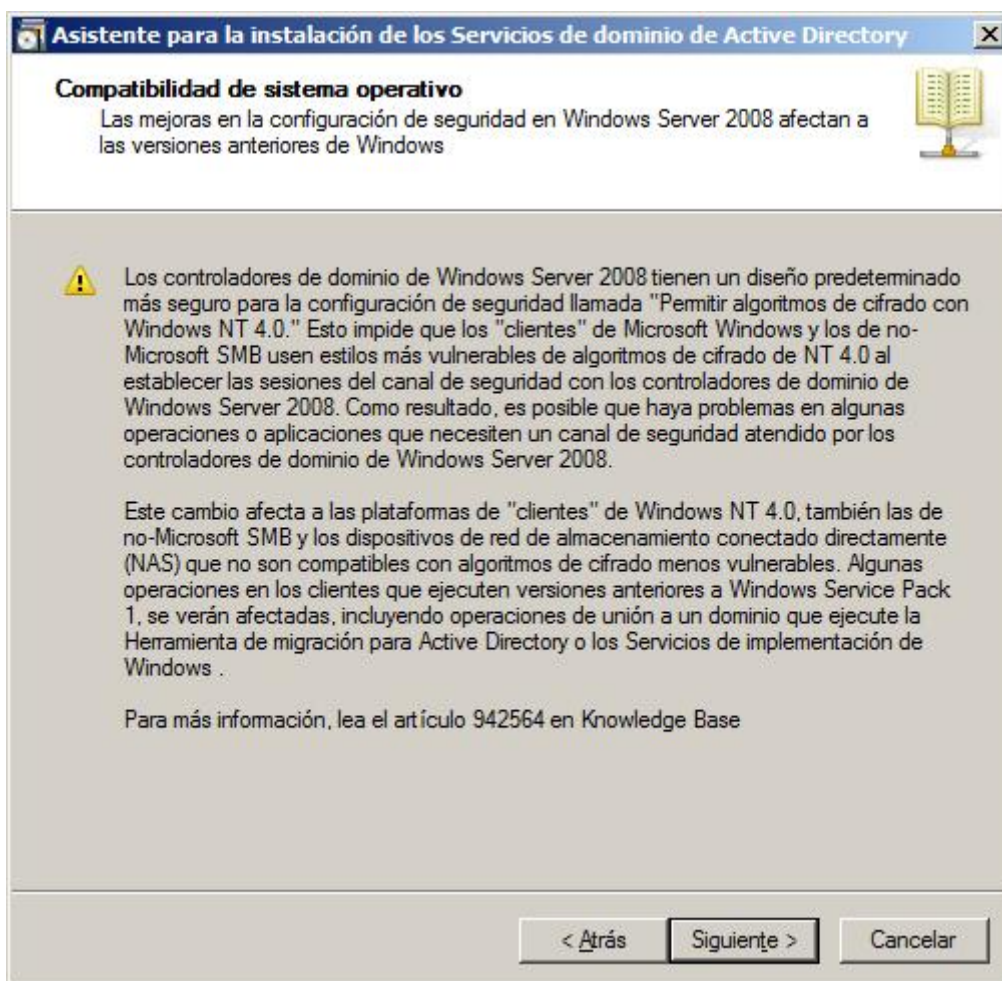 Asistente para la instalación de los Servicios de dominio de Active Directory
Compatibilidad de sistema operativo
Las mejoras en la configuración de seguridad en Windows Server 2008 afectan a
las versiones anteriores de Windows
Los controladores de dominio de Windows Server 2008 tienen un diseño predeterminado
más seguro para la configuración de seguridad llamada "Permitir algoritmos de cifrado con
Windows NT 4.0." Esto impide que los "clientes" de Microsoft Windows y los de no-
Microsoft SMB usen estilos más vulnerables de algoritmos de cifrado de NT 4.0 al
establecer las sesiones del canal de seguridad con los controladores de dominio de
Windows Server 2008. Como resultado, es posible que haya problemas en algunas
operaciones o aplicaciones que necesiten un canal de seguridad atendido por los
controladores de dominio de Windows Server 2008.
Este cambio afecta a las plataformas de "clientes" de Windows NT 4.0, también las de
no-Microsoft SMB y los dispositivos de red de almacenamiento conectado directamente
(NAS) que no son compatibles con algoritmos de cifrado menos vulnerables. Algunas
operaciones en los clientes que ejecuten versiones anteriores a Windows Service Pack
1, se verán afectadas, incluyendo operaciones de unión a un dominio que ejecute la
Herramienta de migración para Active Directory o los Servicios de implementación de
Windows .
Para más información, lea el artículo 942564 en Knowledge Base
< Atrás Siguiente > Cancelar